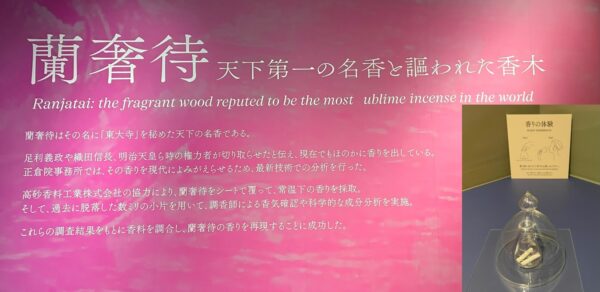 蘭奢待 天下第一の名香と謳われた香木
Ranjatai: the fragrant wood reputed to be the most ublime incense in the world
蘭奢待はその名に「東大寺」を秘めた天下の名香である。
足利義政や織田信長、明治天皇ら時の権力者が切り取らせたと伝え、現在でもほのかに香りを出している。
正倉院事務所では、その香りを現代によみがえらせるため、最新技術での分析を行った。
高砂香料工業株式会社の協力により、蘭奢待をシートで覆って、常温下の香りを採取。
そして、過去に脱落した数ミリの小片を用いて、調香師による香気確認や科学的な成分分析を実施。
これらの調査結果をもとに香料を調合し、蘭奢待の香りを再現することに成功した。
香りの体験